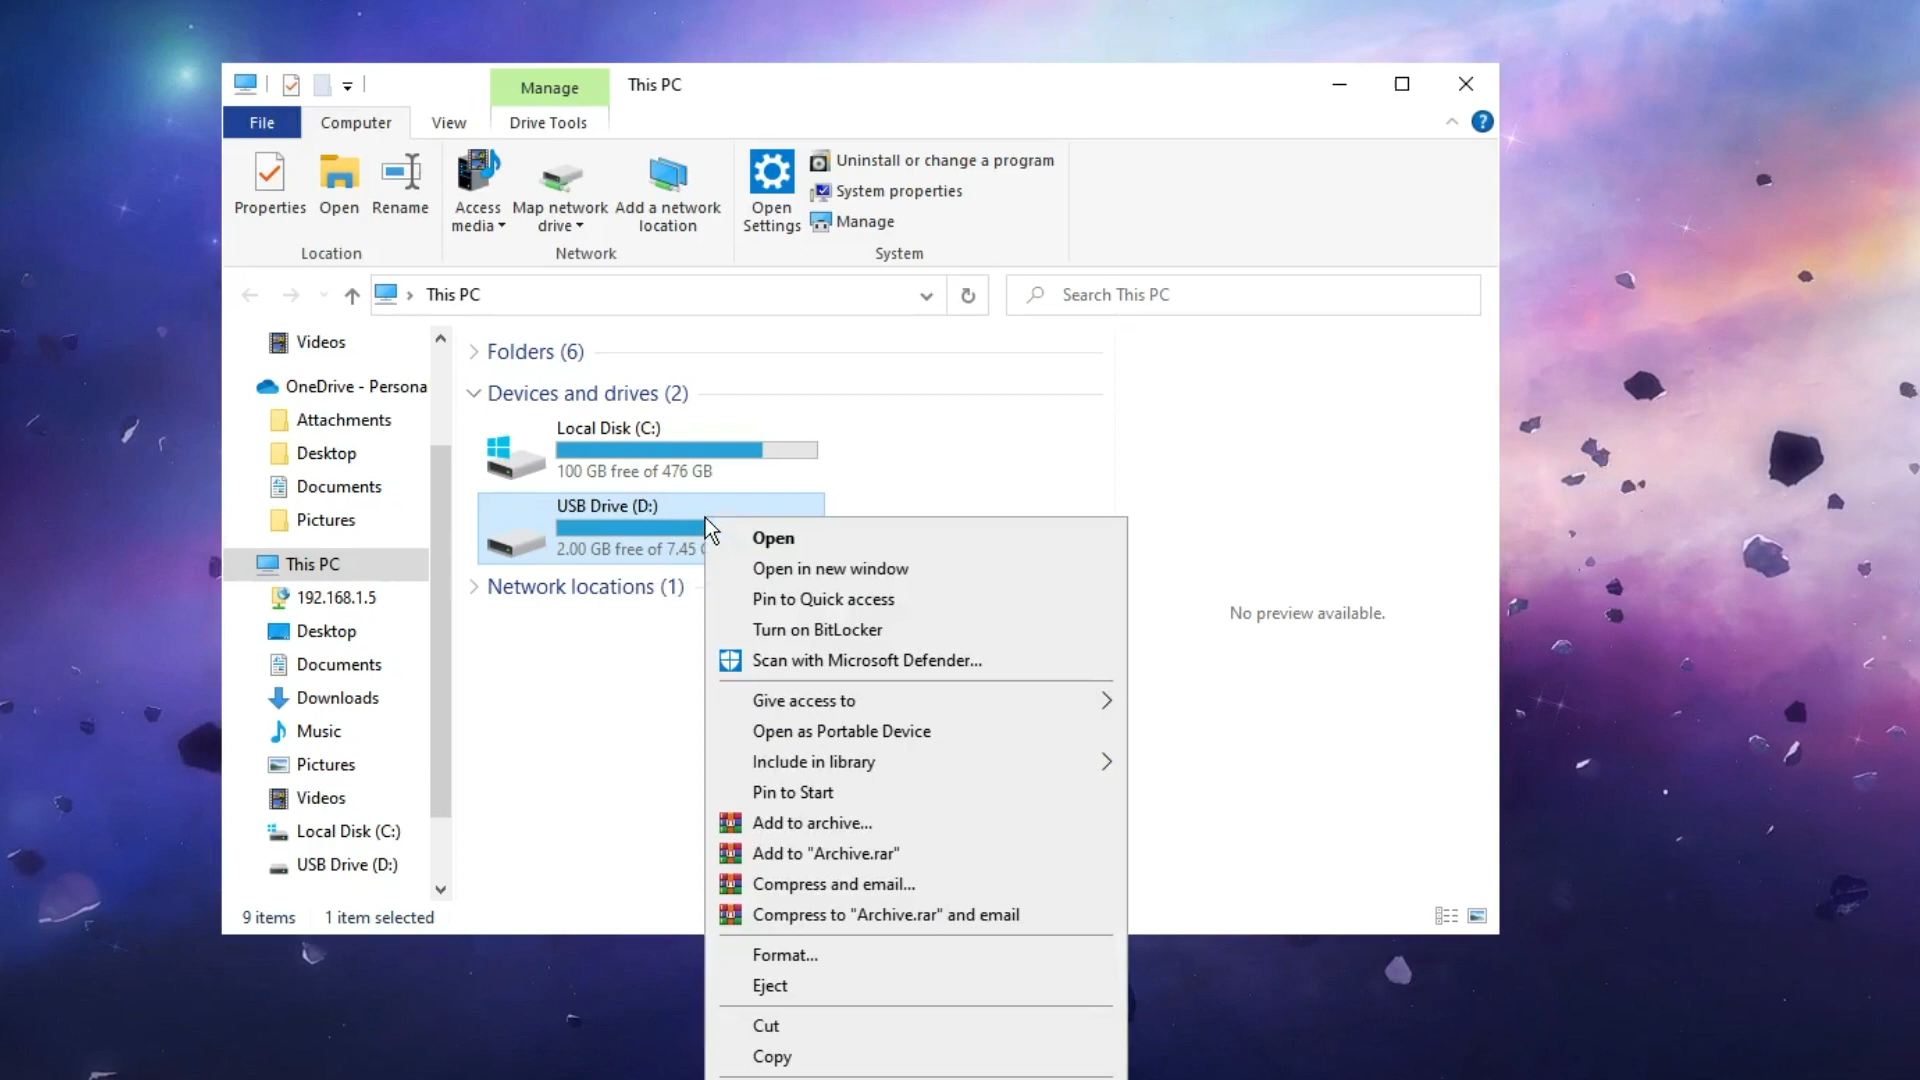 Manage
This PC
File
Computer
View
Drive Tools
Properties
Open
Rename
Location
Access media
Map network drive
Add a network location
Network
Open Settings
Uninstall or change a program
System properties
Manage
System
This PC
Search This PC
Videos
OneDrive - Persona
Attachments
Desktop
Documents
Pictures
This PC
192.168.1.5
Desktop
Documents
Downloads
Music
Pictures
Videos
Local Disk (C:)
USB Drive (D:)
Folders (6)
Devices and drives (2)
Local Disk (C:)
100 GB free of 476 GB
USB Drive (D:)
2.00 GB free of 7.45
Network locations (1)
Open
Open in new window
Pin to Quick access
Turn on BitLocker
Scan with Microsoft Defender...
Give access to
Open as Portable Device
Include in library
Pin to Start
Add to archive...
Add to "Archive.rar"
Compress and email...
Compress to "Archive.rar" and email
Format...
Eject
Cut
Copy
No preview available.
9 items
1 item selected